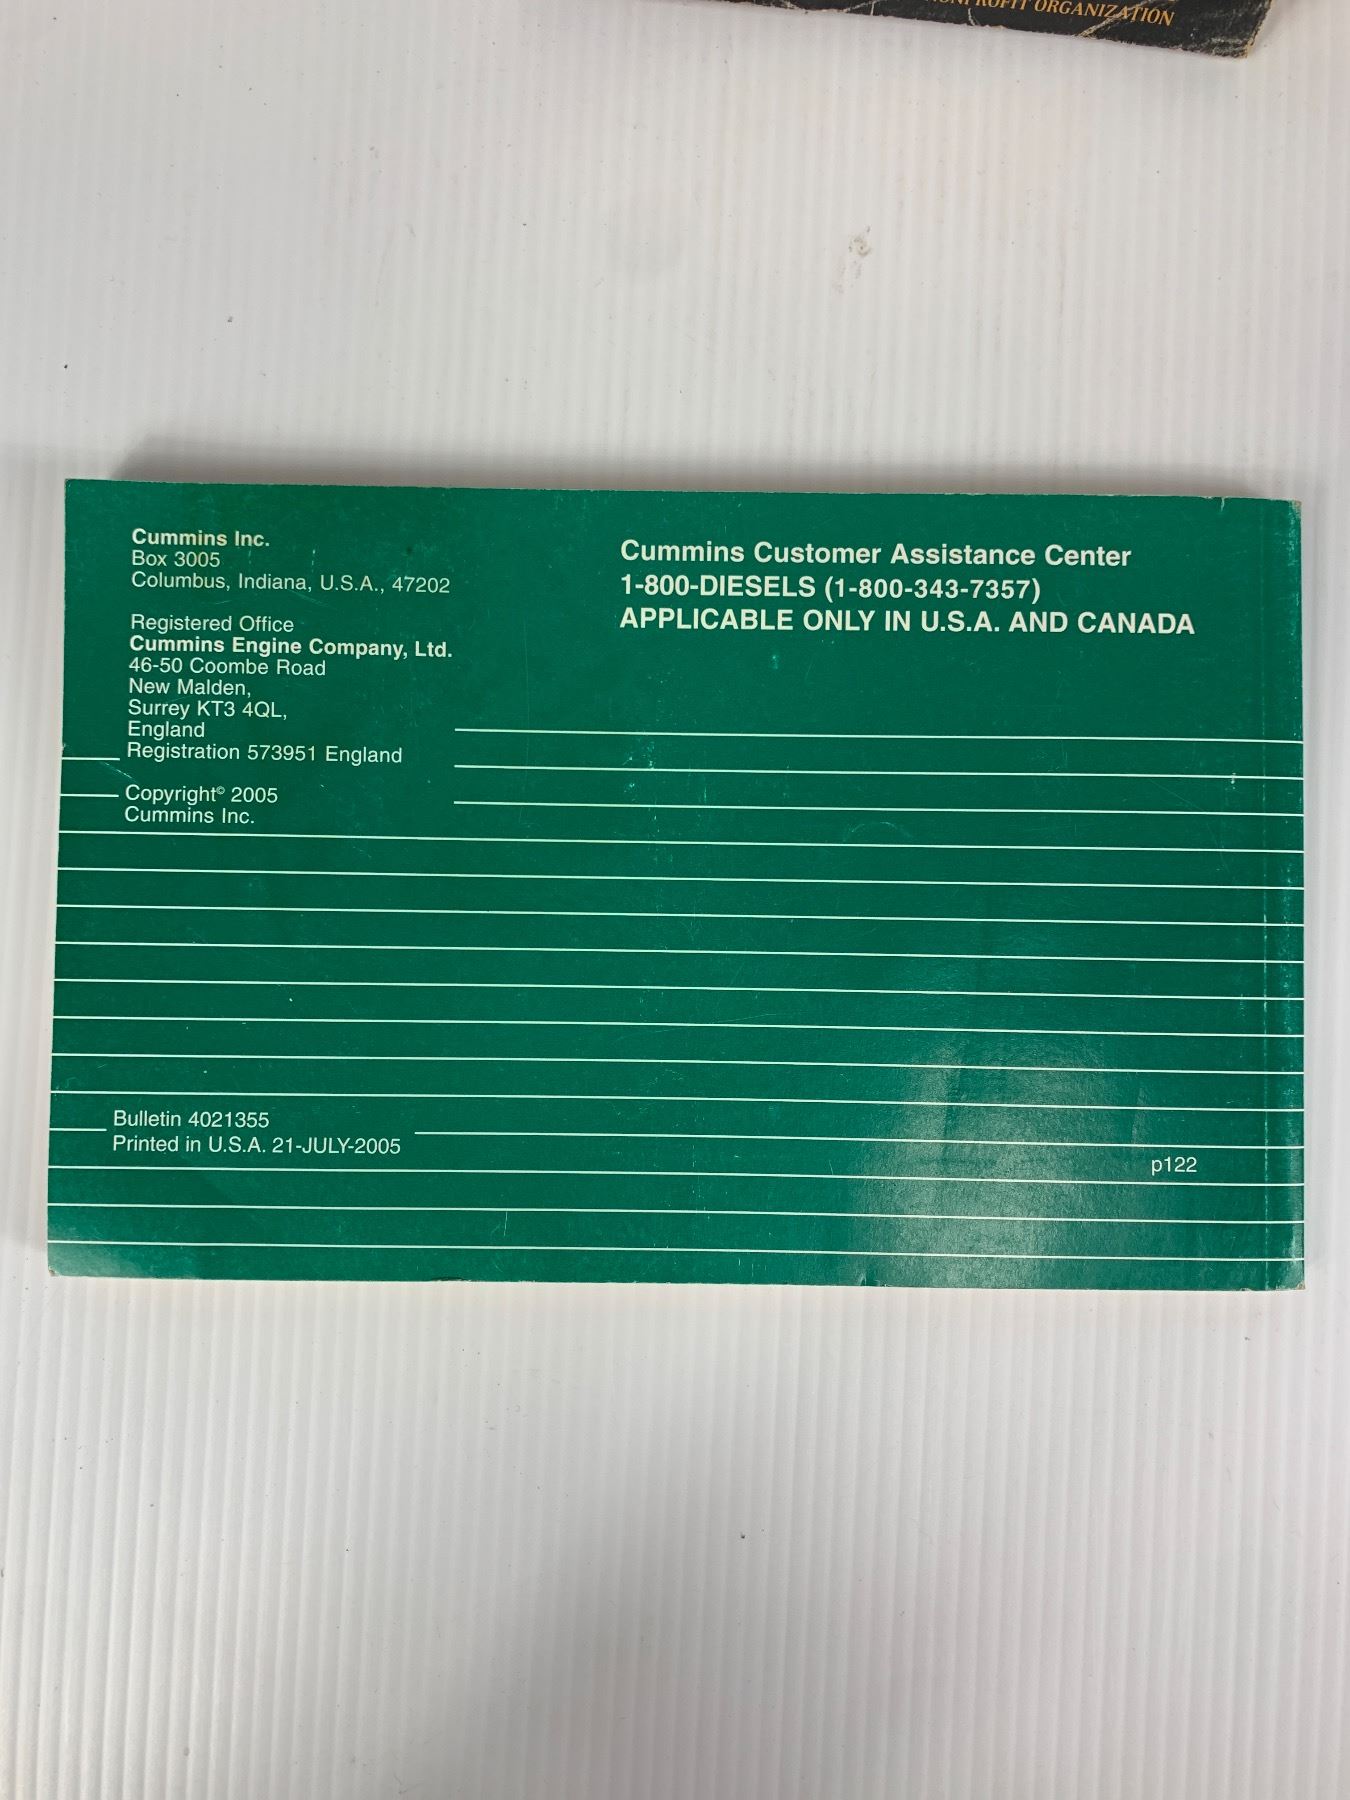 ORGANIZATION
Cummins Inc.
Box 3005
Columbus, Indiana, U.S.A., 47202
Registered Office
Cummins Engine Company, Ltd.
46-50 Coombe Road
New Malden,
Surrey KT3 4QL,
England
Registration 573951 England
Copyright© 2005
Cummins Inc.
Cummins Customer Assistance Center
1-800-DIESELS (1-800-343-7357)
APPLICABLE ONLY IN U.S.A. AND CANADA
Bulletin 4021355
Printed in U.S.A. 21-JULY-2005
p122